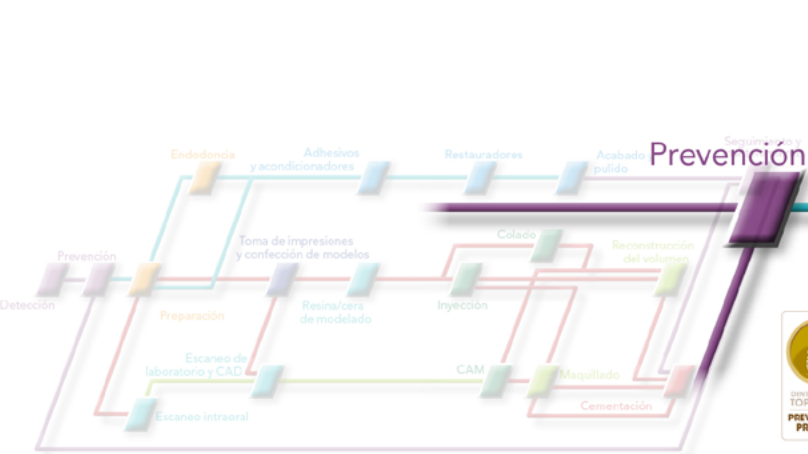 Seguimiento y
Prevención
Endodoncia
Adhesivos
y acondicionadores
Restauradores
Acabado
pulido
Colado
Reconstrucción
del volumen
Toma de impresiones
y confección de modelos
Prevención
Detección
Preparación
Resina/cera
de modelado
Inyección
Escaneo de
laboratorio y CAD
CAM
Maquillado
Cementación
Escaneo intraoral